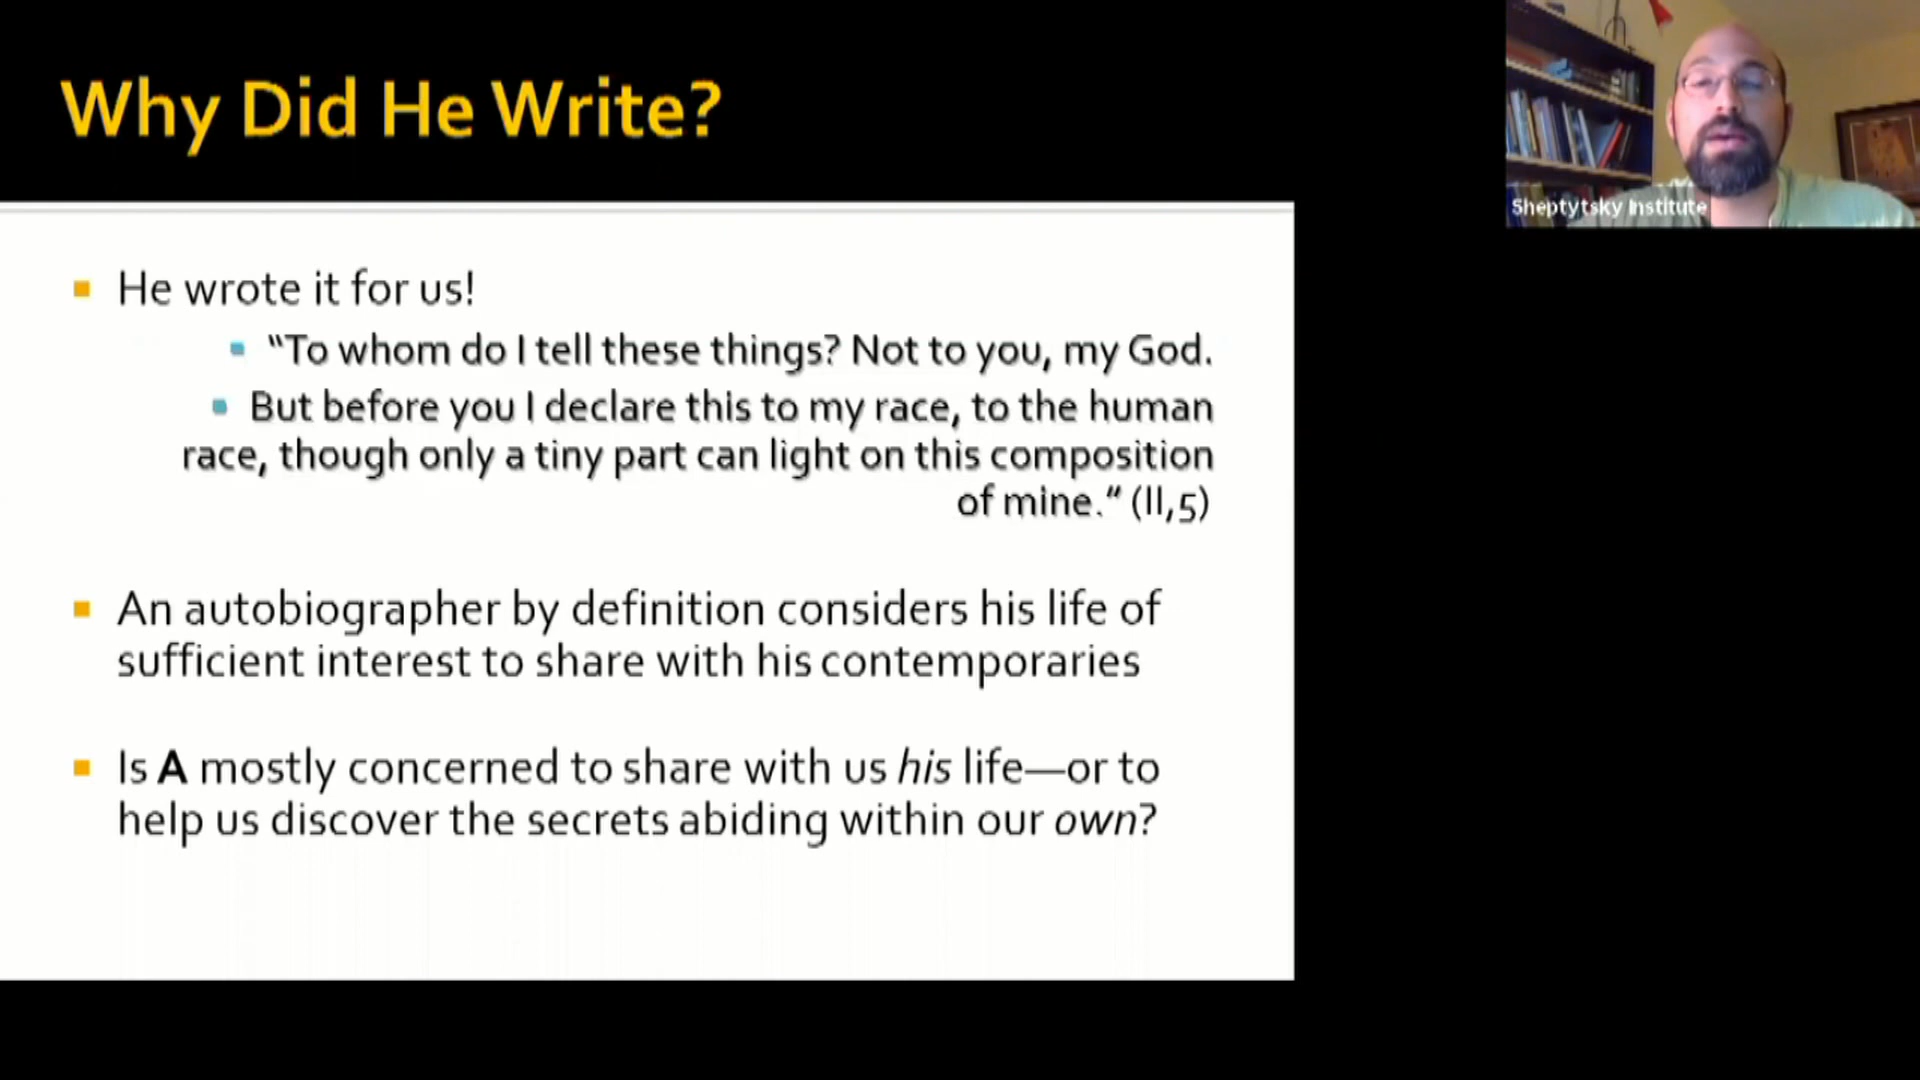 Why Did He Write?
Sheptytsky Institute
He wrote it for us!
“To whom do I tell these things? Not to you, my God.
But before you I declare this to my race, to the human
race, though only a tiny part can light on this composition
of mine.” (II,5)
An autobiographer by definition considers his life of
sufficient interest to share with his contemporaries
Is A mostly concerned to share with us his life—or to
help us discover the secrets abiding within our own?